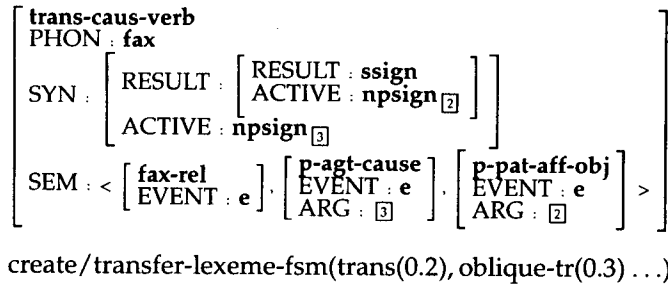 trans-caus-verb
PHON : fax
SYN : [ RESULT : [ RESULT : ssign
ACTIVE : npsign [2] ]
ACTIVE : npsign [3] ]
SEM : < [ fax-rel
EVENT : e ] , [ p-agt-cause
EVENT : e
ARG : [3] ] , [ p-pat-aff-obj
EVENT : e
ARG : [2] ] >
create/transfer-lexeme-fsm(trans(0.2), oblique-tr(0.3) ...)